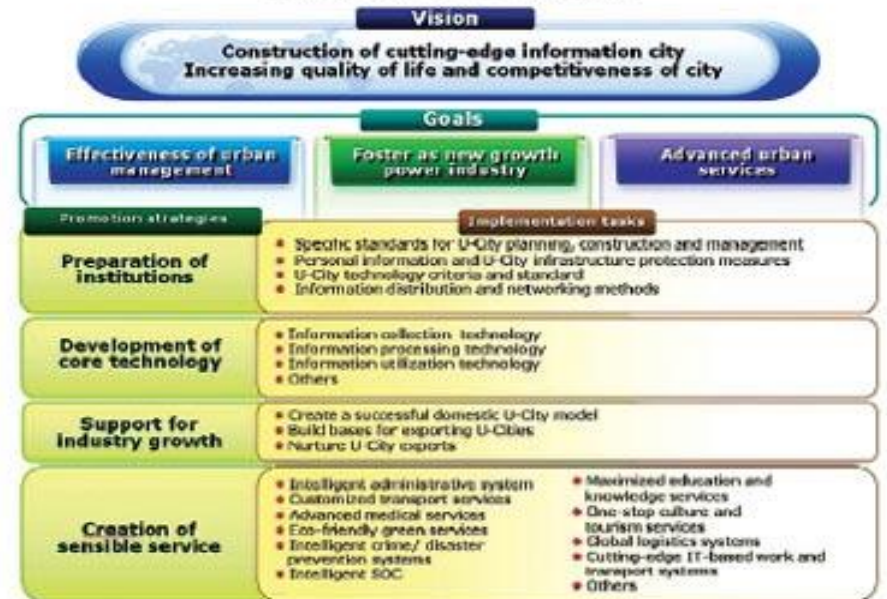 Vision
Construction of cutting-edge information city
Increasing quality of life and competitiveness of city
Goals
Effectiveness of urban
management
Foster as new growth
power industry
Advanced urban
services
Promotion strategies
Implementation tasks
Preparation of
institutions
• Specific standards for U-City planning, construction and management
• Personal information and U-City infrastructure protection measures
• U-City technology criteria and standard
• Information distribution and networking methods
Development of
core technology
• Information collection technology
• Information processing technology
• Information utilization technology
• Others
Support for
industry growth
• Create a successful domestic U-City model
• Build bases for exporting U-Cities
• Nurture U-City experts
Creation of
sensible service
• Intelligent administrative system
• Customized transport services
• Advanced medical services
• Eco-friendly green services
• Intelligent crime/ disaster
prevention systems
• Intelligent SOC
• Maximized education and
knowledge services
• One-stop culture and
tourism services
• Global logistics systems
• Cutting-edge IT-based work and
transport systems
• Others